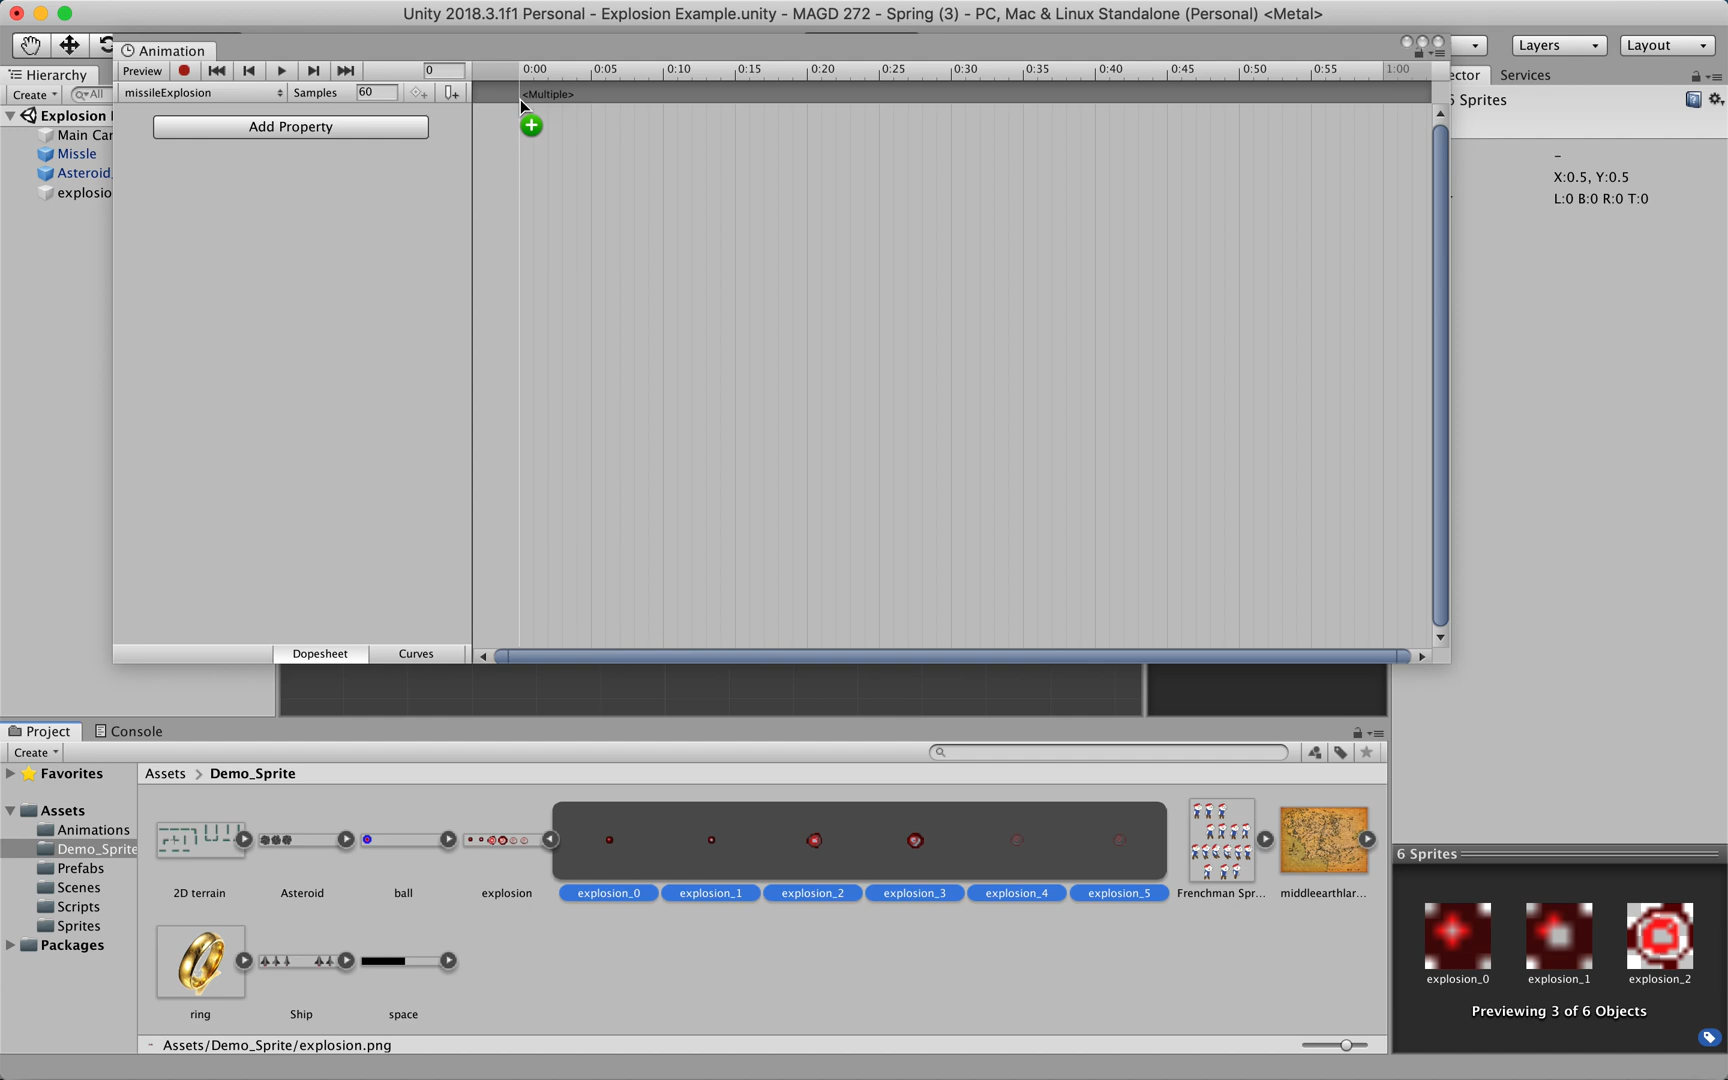 Unity 2018.3.1f1 Personal - Explosion Example.unity - MAGD 272 - Spring (3) - PC, Mac & Linux Standalone (Personal) <Metal>
Layers
Layout
Animation
Preview
0
0:00 0:05 0:10 0:15 0:20 0:25 0:30 0:35 0:40 0:45 0:50 0:55 1:00
missileExplosion
Samples
60
<Multiple>
Add Property
Dopesheet
Curves
Hierarchy
Create
All
Explosion
Main Car
Missle
Asteroid_
explosio
ector
Services
6 Sprites
-
X:0.5, Y:0.5
L:0 B:0 R:0 T:0
Project
Console
Create
Favorites
Assets
Animations
Demo_Sprite
Prefabs
Scenes
Scripts
Sprites
Packages
Assets > Demo_Sprite
2D terrain
Asteroid
ball
explosion
explosion_0
explosion_1
explosion_2
explosion_3
explosion_4
explosion_5
Frenchman Spr...
middleearthlar...
ring
Ship
space
Assets/Demo_Sprite/explosion.png
6 Sprites
explosion_0
explosion_1
explosion_2
Previewing 3 of 6 Objects